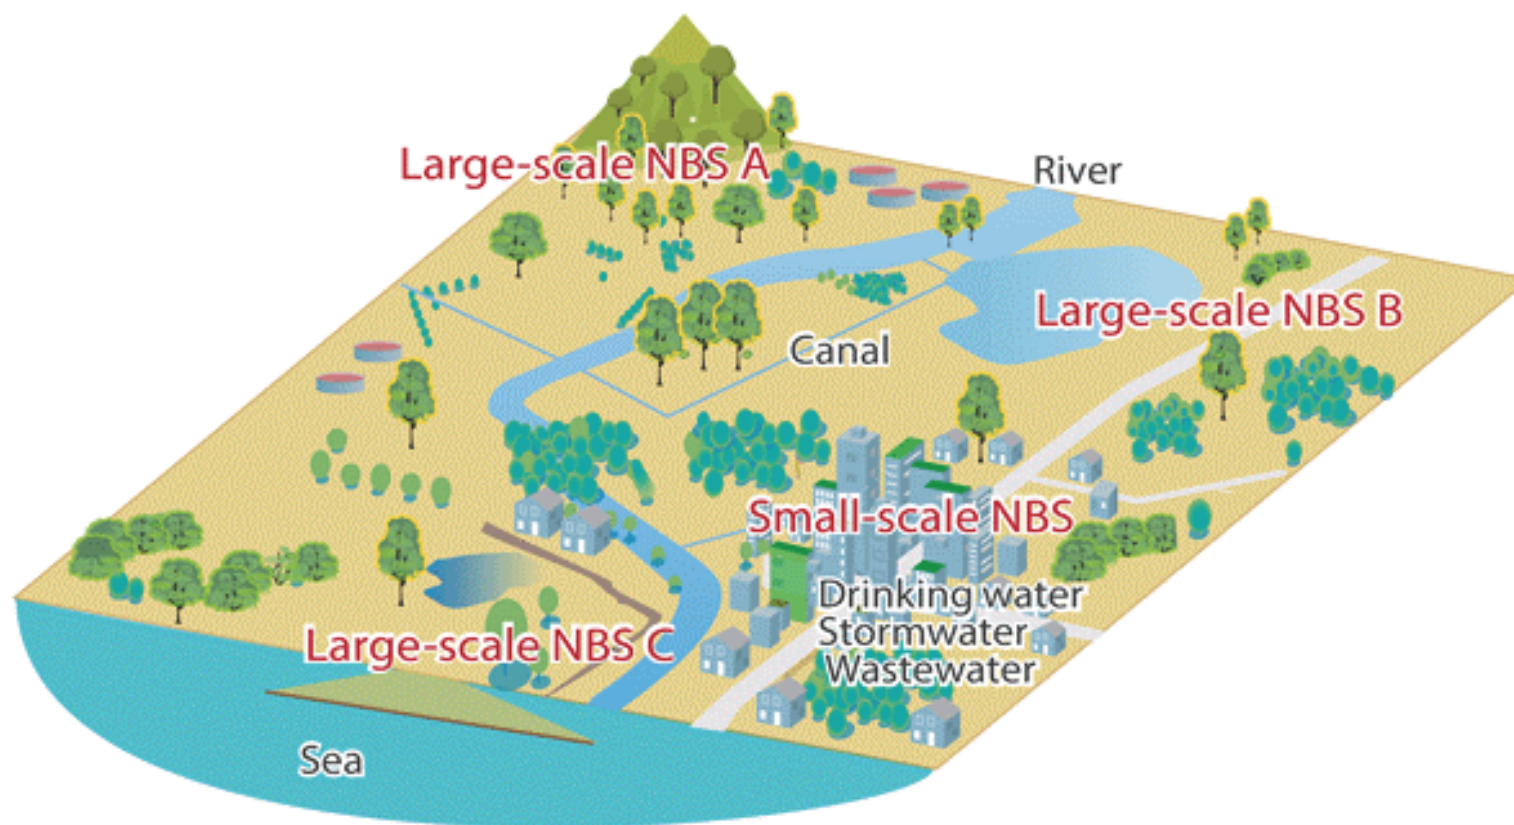 Large-scale NBS A
River
Large-scale NBS B
Canal
Small-scale NBS
Drinking water
Stormwater
Wastewater
Large-scale NBS C
Sea